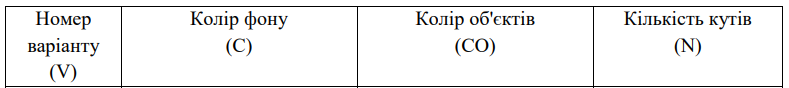 Номер
варіанту
(V)
Колір фону
(C)
Колір об'єктів
(CO)
Кількість кутів
(N)